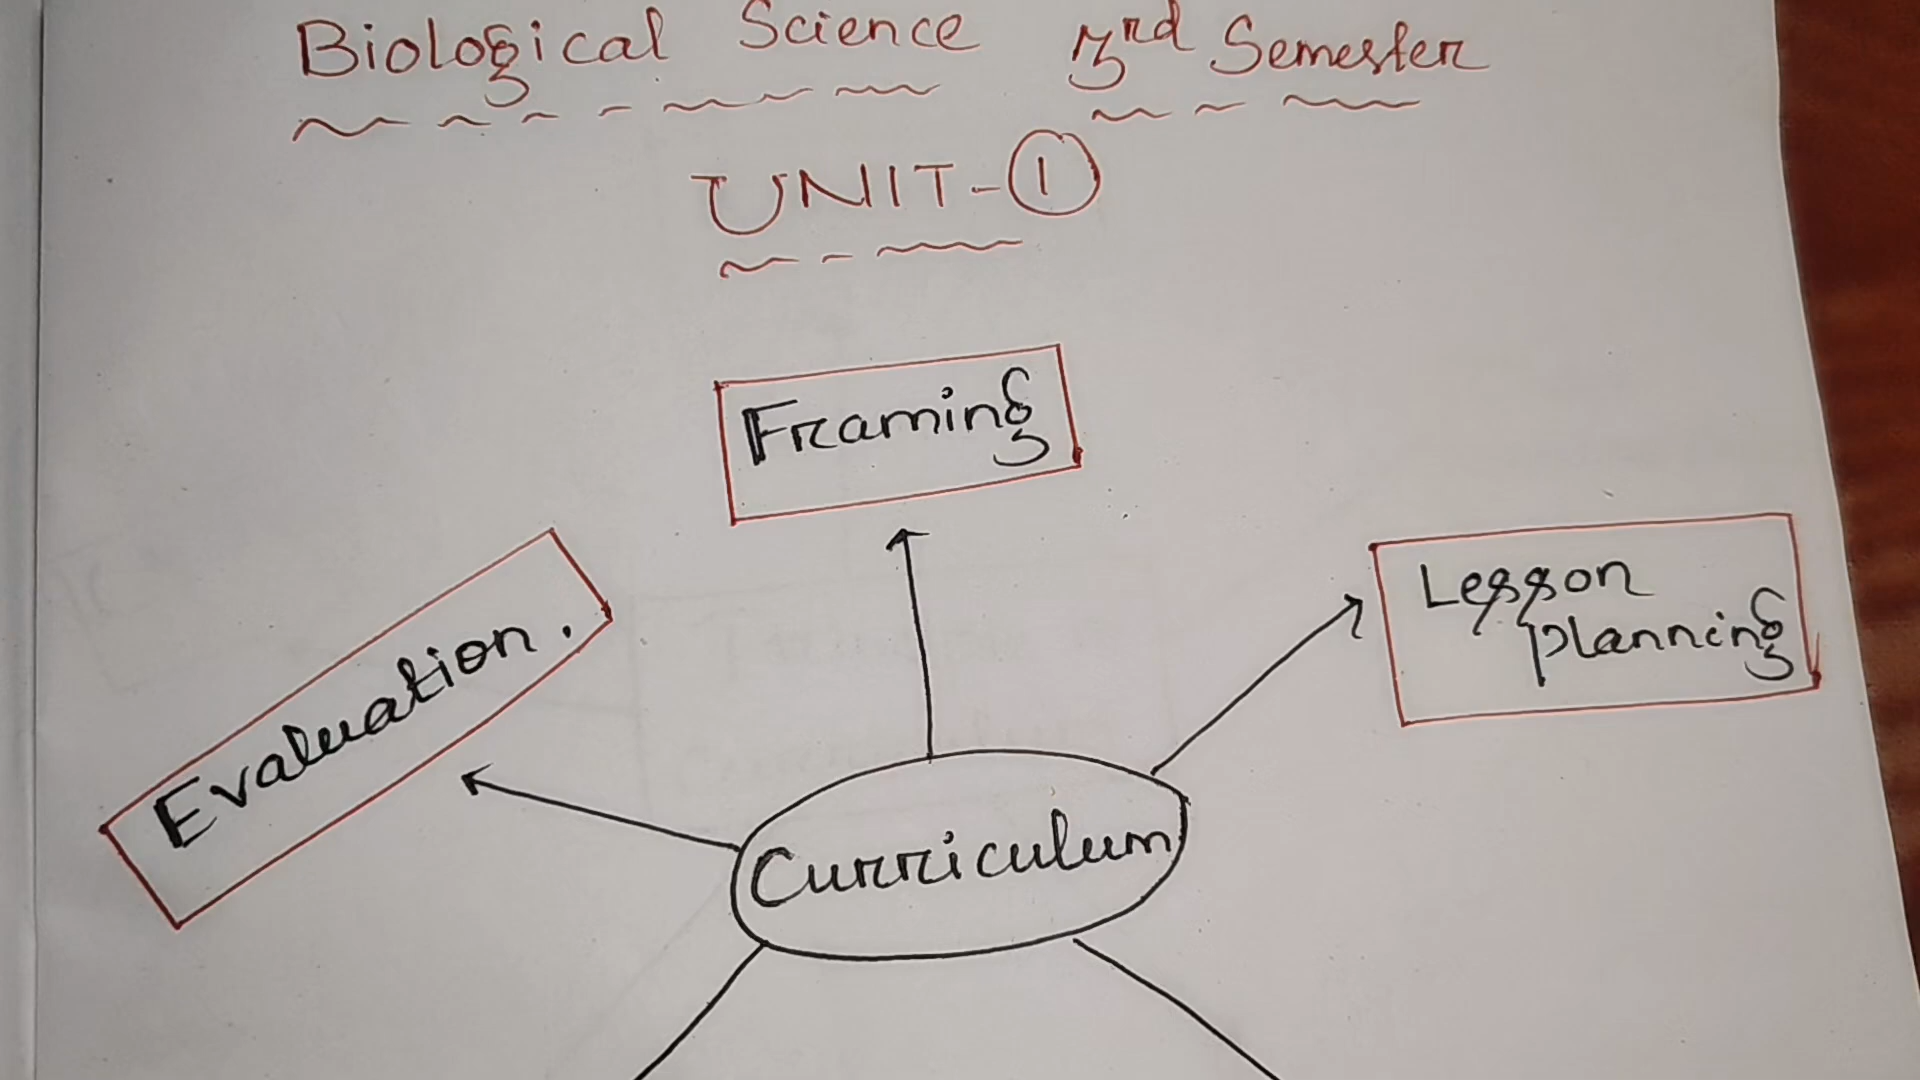 Biological Science 3rd Semester
UNIT-1
Framing
Lesson
planning
Evaluation.
Curriculum